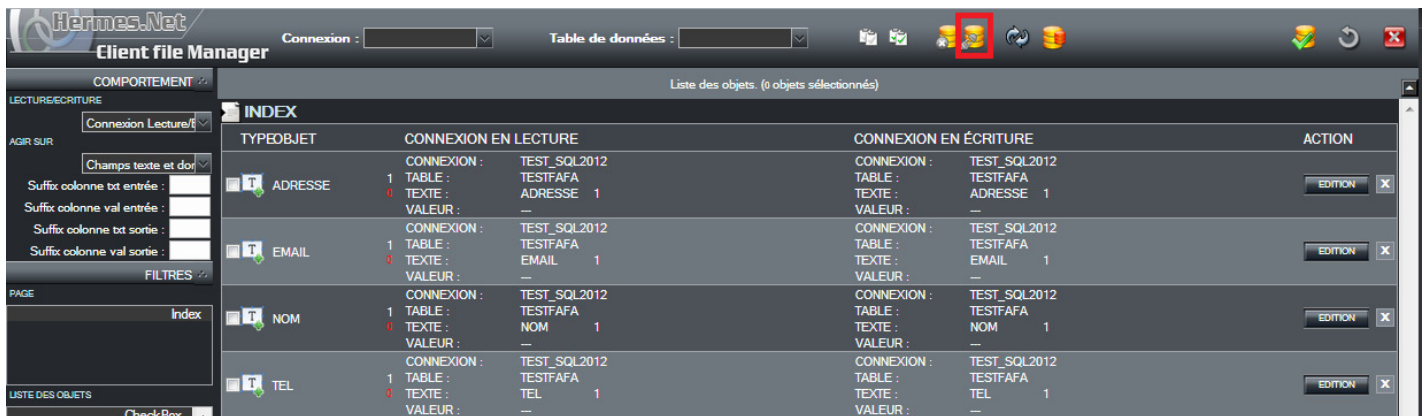 Hermes.Net
Client file Manager
Connexion :
Table de données :
COMPORTEMENT
LECTURE/ECRITURE
Connexion Lecture/E
AGIR SUR
Champs texte et dor
Suffix colonne txt entrée :
Suffix colonne val entrée :
Suffix colonne txt sortie :
Suffix colonne val sortie :
FILTRES
PAGE
Index
LISTE DES OBJETS
CheckBox
Liste des objets. (0 objets sélectionnés)
INDEX
TYPE OBJET CONNEXION EN LECTURE CONNEXION EN ÉCRITURE ACTION
CONNEXION : TEST_SQL2012 CONNEXION : TEST_SQL2012
1 TABLE : TESTFAFA TABLE : TESTFAFA
T ADRESSE EDITION X
0 TEXTE : ADRESSE 1 TEXTE : ADRESSE 1
VALEUR : --- VALEUR : ---
CONNEXION : TEST_SQL2012 CONNEXION : TEST_SQL2012
1 TABLE : TESTFAFA TABLE : TESTFAFA
T EMAIL EDITION X
0 TEXTE : EMAIL 1 TEXTE : EMAIL 1
VALEUR : --- VALEUR : ---
CONNEXION : TEST_SQL2012 CONNEXION : TEST_SQL2012
1 TABLE : TESTFAFA TABLE : TESTFAFA
T NOM EDITION X
0 TEXTE : NOM 1 TEXTE : NOM 1
VALEUR : --- VALEUR : ---
CONNEXION : TEST_SQL2012 CONNEXION : TEST_SQL2012
1 TABLE : TESTFAFA TABLE : TESTFAFA
T TEL EDITION X
0 TEXTE : TEL 1 TEXTE : TEL 1
VALEUR : --- VALEUR : ---